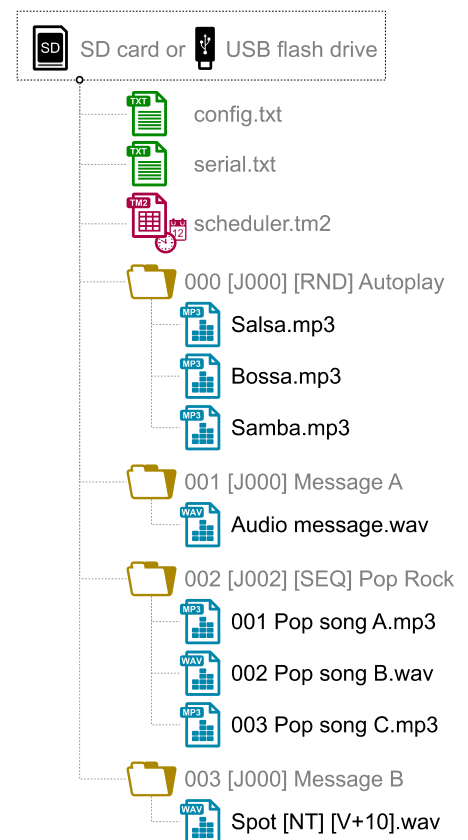 SD SD card or USB flash drive
TXT config.txt
TXT serial.txt
TM2 12 scheduler.tm2
000 [J000] [RND] Autoplay
MP3 Salsa.mp3
MP3 Bossa.mp3
MP3 Samba.mp3
001 [J000] Message A
WAV Audio message.wav
002 [J002] [SEQ] Pop Rock
MP3 001 Pop song A.mp3
WAV 002 Pop song B.wav
MP3 003 Pop song C.mp3
003 [J000] Message B
WAV Spot [NT] [V+10].wav